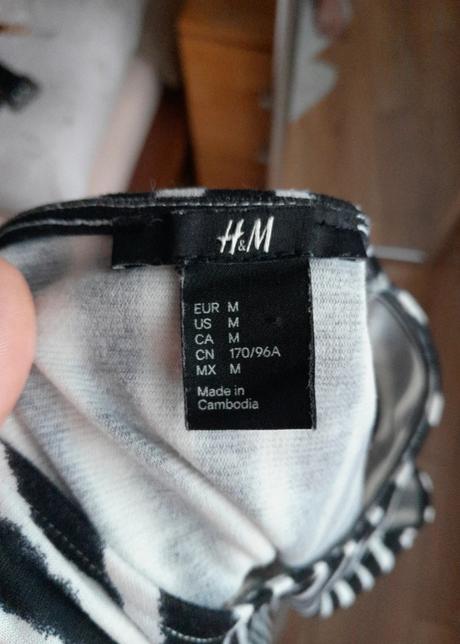 H&M
EUR M
US M
CA M
CN 170/96A
MX M
Made in
Cambodia